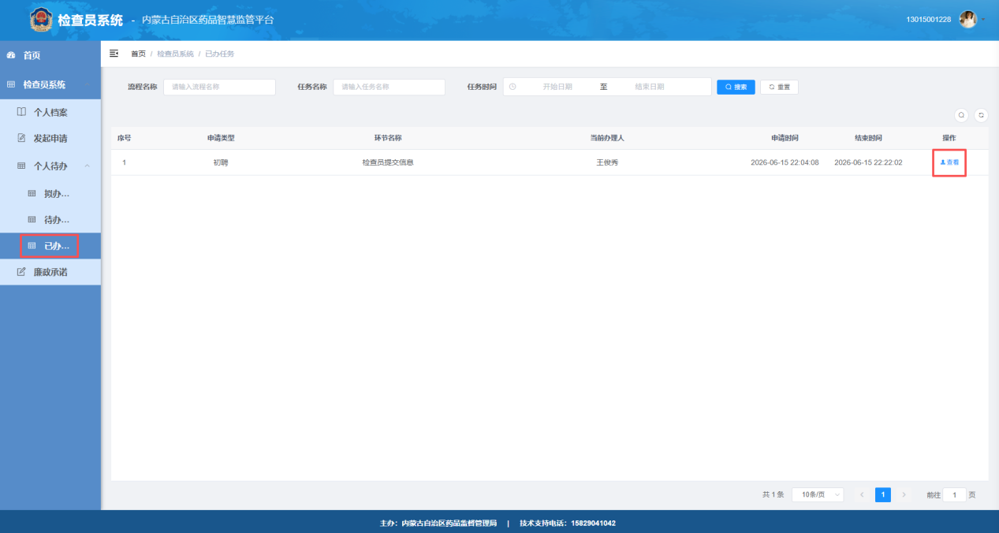 检查员系统 - 内蒙古自治区药品智慧监管平台
13015001228
首页
检查员系统
个人档案
发起申请
个人待办
拟办...
待办...
已办...
廉政承诺
首页 / 检查员系统 / 已办任务
流程名称 请输入流程名称 任务名称 请输入任务名称 任务时间 开始日期 至 结束日期 搜索 重置
序号 申请类型 环节名称 当前办理人 申请时间 结束时间 操作
1 初聘 检查员提交信息 王俊秀 2026-06-15 22:04:08 2026-06-15 22:22:02 查看
共 1 条 10条/页 1 前往 1 页
主办：内蒙古自治区药品监督管理局 | 技术支持电话：15829041042